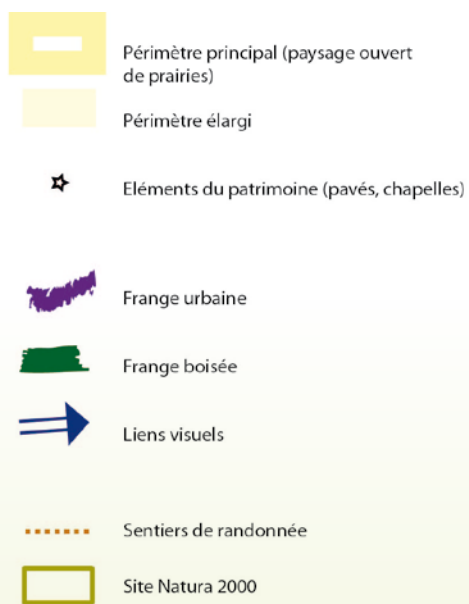 Périmètre principal (paysage ouvert
de prairies)
Périmètre élargi
Eléments du patrimoine (pavés, chapelles)
Frange urbaine
Frange boisée
Liens visuels
Sentiers de randonnée
Site Natura 2000